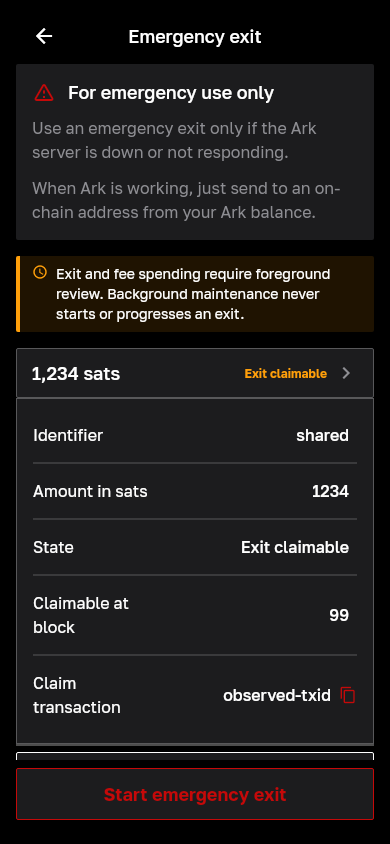 Emergency exit
For emergency use only
Use an emergency exit only if the Ark
server is down or not responding.
When Ark is working, just send to an on-
chain address from your Ark balance.
Exit and fee spending require foreground
review. Background maintenance never
starts or progresses an exit.
1,234 sats
Exit claimable
Identifier
shared
Amount in sats
1234
State
Exit claimable
Claimable at
block
99
Claim
transaction
observed-txid
Start emergency exit